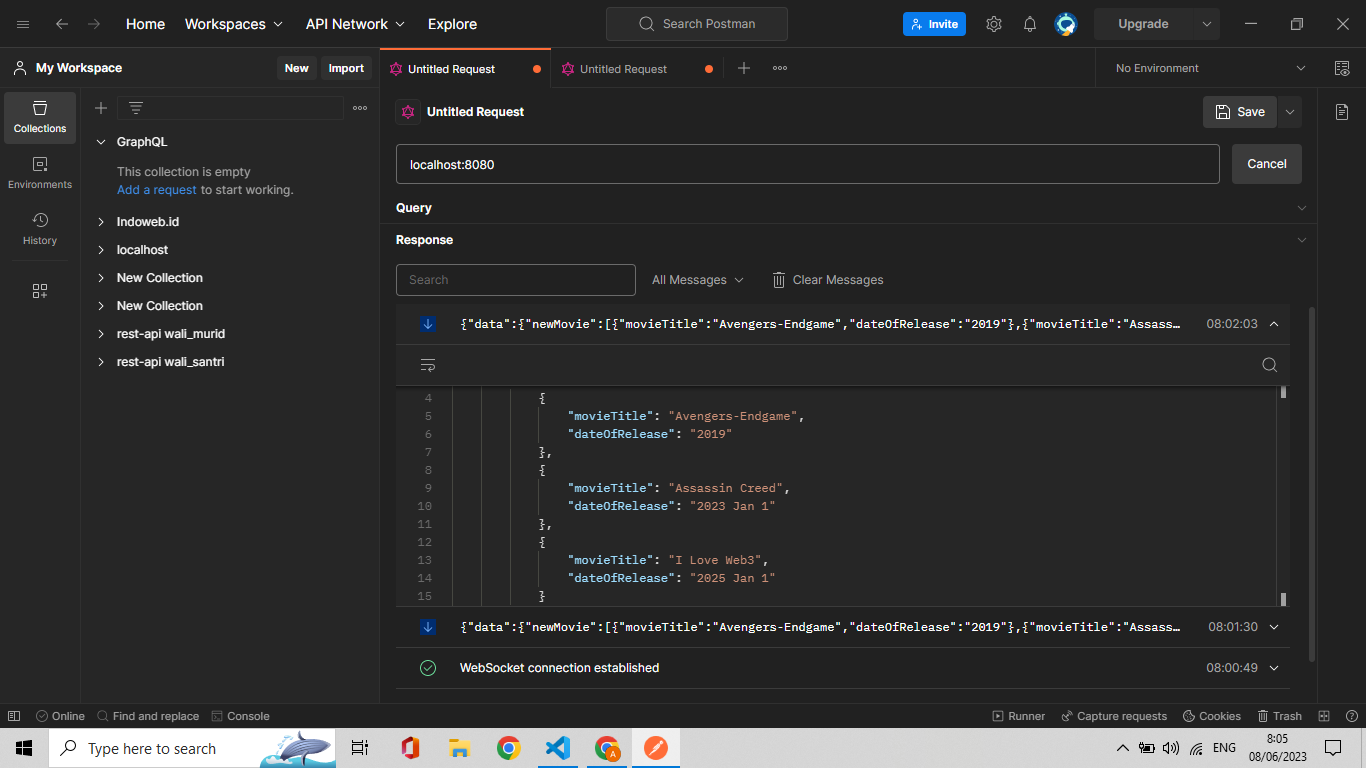 Home Workspaces API Network Explore Search Postman Invite Upgrade
My Workspace New Import Untitled Request Untitled Request No Environment
Collections
Environments
History
GraphQL
This collection is empty
Add a request to start working.
Indoweb.id
localhost
New Collection
New Collection
rest-api wali_murid
rest-api wali_santri
Untitled Request Save
localhost:8080 Cancel
Query
Response
Search All Messages Clear Messages
{"data":{"newMovie":[{"movieTitle":"Avengers-Endgame","dateOfRelease":"2019"},{"movieTitle":"Assass… 08:02:03
4 {
5 "movieTitle": "Avengers-Endgame",
6 "dateOfRelease": "2019"
7 },
8 {
9 "movieTitle": "Assassin Creed",
10 "dateOfRelease": "2023 Jan 1"
11 },
12 {
13 "movieTitle": "I Love Web3",
14 "dateOfRelease": "2025 Jan 1"
15 }
{"data":{"newMovie":[{"movieTitle":"Avengers-Endgame","dateOfRelease":"2019"},{"movieTitle":"Assass… 08:01:30
WebSocket connection established 08:00:49
Online Find and replace Console Runner Capture requests Cookies Trash
Type here to search ENG 8:05
08/06/2023